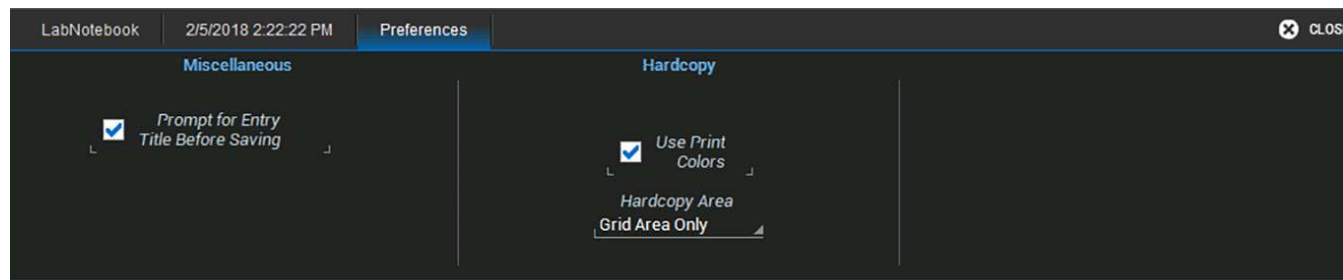 LabNotebook 2/5/2018 2:22:22 PM Preferences CLOS
Miscellaneous Hardcopy
Prompt for Entry
Title Before Saving
Use Print
Colors
Hardcopy Area
Grid Area Only